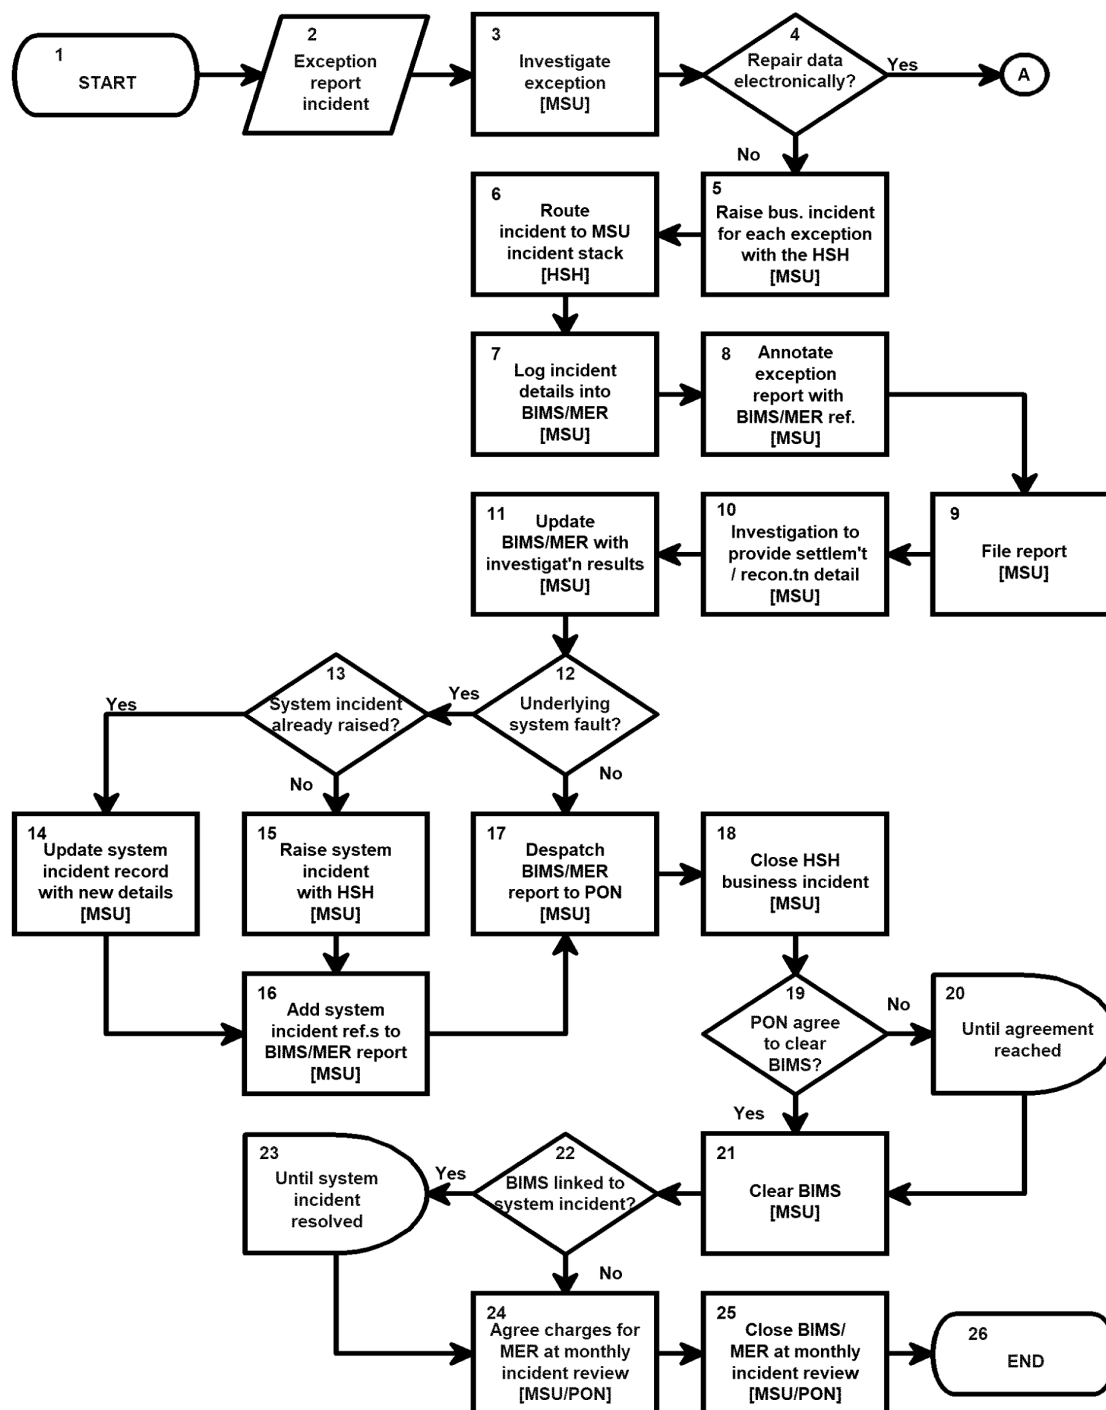 1
START
2
Exception
report
incident
3
Investigate
exception
[MSU]
4
Repair data
electronically?
Yes
A
No
5
Raise bus. incident
for each exception
with the HSH
[MSU]
6
Route
incident to MSU
incident stack
[HSH]
7
Log incident
details into
BIMS/MER
[MSU]
8
Annotate
exception
report with
BIMS/MER ref.
[MSU]
9
File report
[MSU]
10
Investigation to
provide settlem't
/ recon.tn detail
[MSU]
11
Update
BIMS/MER with
investigat'n results
[MSU]
12
Underlying
system fault?
Yes
No
13
System incident
already raised?
Yes
No
14
Update system
incident record
with new details
[MSU]
15
Raise system
incident
with HSH
[MSU]
16
Add system
incident ref.s to
BIMS/MER report
[MSU]
17
Despatch
BIMS/MER
report to PON
[MSU]
18
Close HSH
business incident
[MSU]
19
PON agree
to clear
BIMS?
No
Yes
20
Until agreement
reached
21
Clear BIMS
[MSU]
22
BIMS linked to
system incident?
Yes
No
23
Until system
incident
resolved
24
Agree charges for
MER at monthly
incident review
[MSU/PON]
25
Close BIMS/
MER at monthly
incident review
[MSU/PON]
26
END